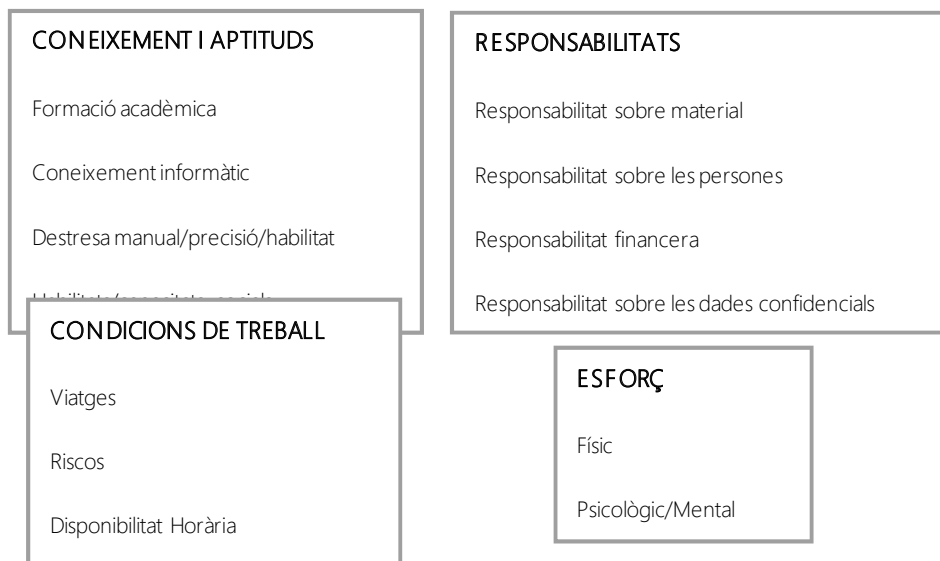 CONEIXEMENT I APTITUDS
Formació acadèmica
Coneixement informàtic
Destresa manual/precisió/habilitat
RESPONSABILITATS
Responsabilitat sobre material
Responsabilitat sobre les persones
Responsabilitat financera
Responsabilitat sobre les dades confidencials
CONDICIONS DE TREBALL
Viatges
Riscos
Disponibilitat Horària
ESFORÇ
Físic
Psicològic/Mental